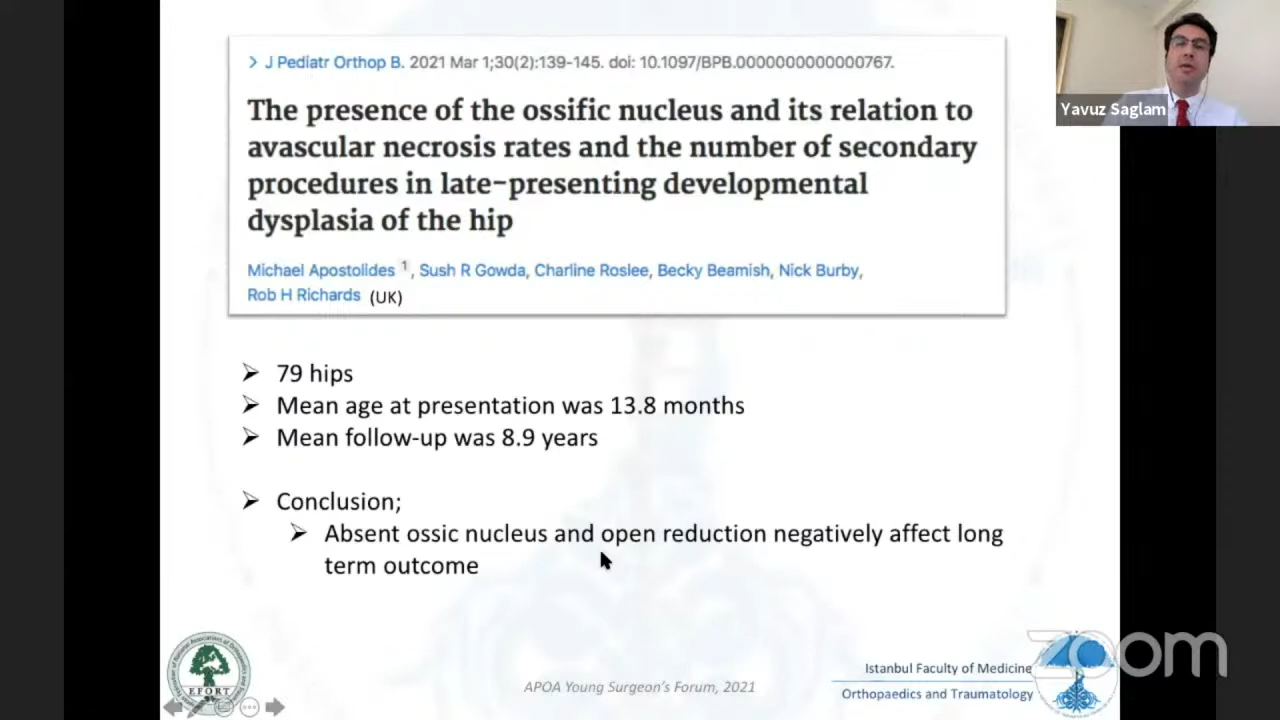 > J Pediatr Orthop B. 2021 Mar 1;30(2):139-145. doi: 10.1097/BPB.0000000000000767.
The presence of the ossific nucleus and its relation to
avascular necrosis rates and the number of secondary
procedures in late-presenting developmental
dysplasia of the hip
Michael Apostolides 1, Sush R Gowda, Charline Roslee, Becky Beamish, Nick Burby,
Rob H Richards (UK)
Yavuz Saglam
➢ 79 hips
➢ Mean age at presentation was 13.8 months
➢ Mean follow-up was 8.9 years
➢ Conclusion;
➢ Absent ossic nucleus and open reduction negatively affect long
term outcome
EFORT
APOA Young Surgeon's Forum, 2021
Istanbul Faculty of Medicine
Orthopaedics and Traumatology
zoom